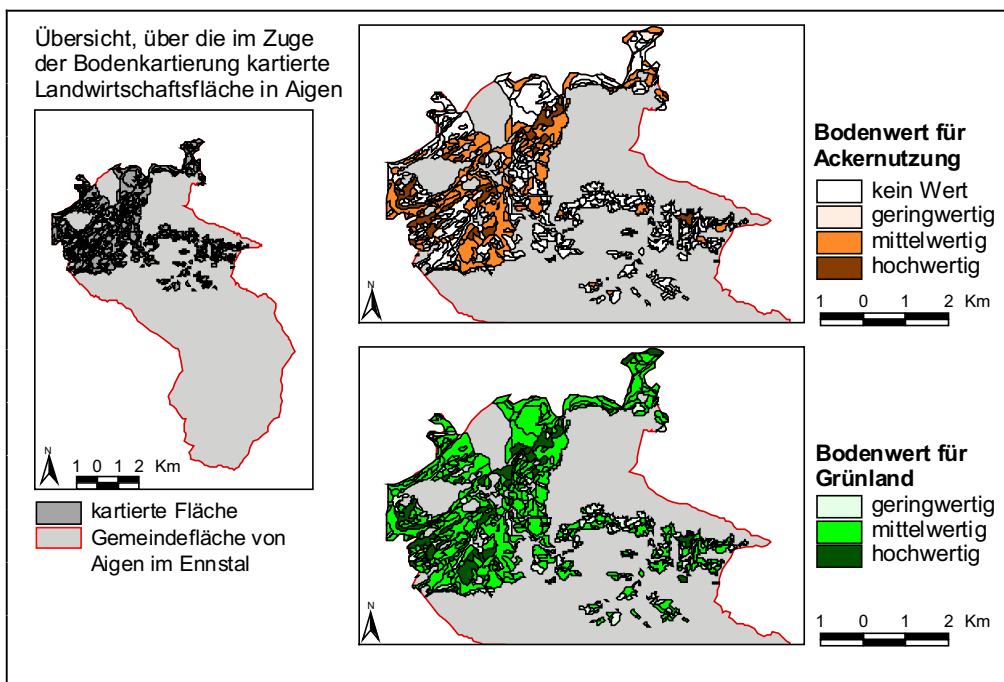 Übersicht, über die im Zuge
der Bodenkartierung kartierte
Landwirtschaftsfläche in Aigen
N
1 0 1 2 Km
kartierte Fläche
Gemeindefläche von
Aigen im Ennstal
N
Bodenwert für
Ackernutzung
kein Wert
geringwertig
mittelwertig
hochwertig
1 0 1 2 Km
N
Bodenwert für
Grünland
geringwertig
mittelwertig
hochwertig
1 0 1 2 Km